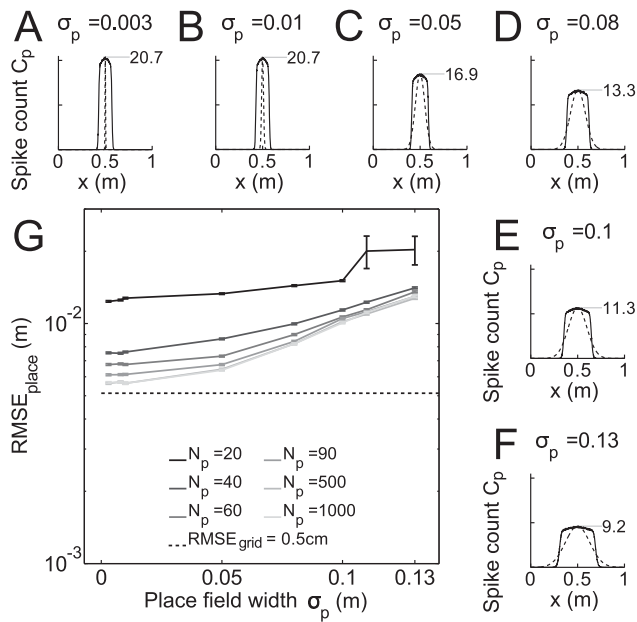 A σp =0.003
Spike count Cp
20.7
0 0.5 1
x (m)
B σp =0.01
20.7
0 0.5 1
x (m)
C σp =0.05
16.9
0 0.5 1
x (m)
D σp =0.08
13.3
0 0.5 1
x (m)
E σp =0.1
Spike count Cp
11.3
0 0.5 1
x (m)
F σp =0.13
Spike count Cp
9.2
0 0.5 1
x (m)
G
RMSEplace (m)
10-2
10-3
Np=20
Np=40
Np=60
Np=90
Np=500
Np=1000
RMSEgrid = 0.5cm
0 0.05 0.1 0.13
Place field width σp (m)